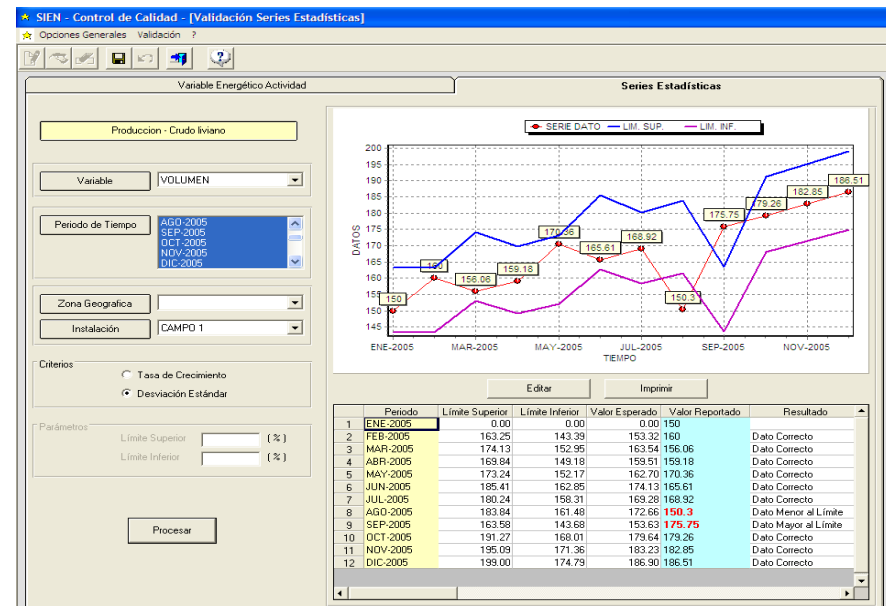 SIEN - Control de Calidad - [Validación Series Estadísticas]
Opciones Generales Validación ?
Variable Energético Actividad
Series Estadísticas
Produccion - Crudo liviano
Variable VOLUMEN
Periodo de Tiempo
AGO-2005
SEP-2005
OCT-2005
NOV-2005
DIC-2005
Zona Geografica
Instalación CAMPO 1
Criterios
Tasa de Crecimiento
Desviación Estándar
Parámetros
Límite Superior (%)
Límite Inferior (%)
Procesar
SERIE DATO LIM. SUP. LIM. INF.
DATOS
200
195
190
185
180
175
170
165
160
155
150
145
150
160
156.06
159.18
170.36
165.61
168.92
150.3
175.75
179.26
182.85
186.51
ENE-2005 MAR-2005 MAY-2005 JUL-2005 SEP-2005 NOV-2005
TIEMPO
Editar Imprimir
Periodo Límite Superior Límite Inferior Valor Esperado Valor Reportado Resultado
1 ENE-2005 0.00 0.00 0.00 150
2 FEB-2005 163.25 143.39 153.32 160 Dato Correcto
3 MAR-2005 174.13 152.95 163.54 156.06 Dato Correcto
4 ABR-2005 169.84 149.18 159.51 159.18 Dato Correcto
5 MAY-2005 173.24 152.17 162.70 170.36 Dato Correcto
6 JUN-2005 185.41 162.85 174.13 165.61 Dato Correcto
7 JUL-2005 180.24 158.31 169.28 168.92 Dato Correcto
8 AGO-2005 183.84 161.48 172.66 150.3 Dato Menor al Límite
9 SEP-2005 163.58 143.68 153.63 175.75 Dato Mayor al Límite
10 OCT-2005 191.27 168.01 179.64 179.26 Dato Correcto
11 NOV-2005 195.09 171.36 183.23 182.85 Dato Correcto
12 DIC-2005 199.00 174.79 186.90 186.51 Dato Correcto